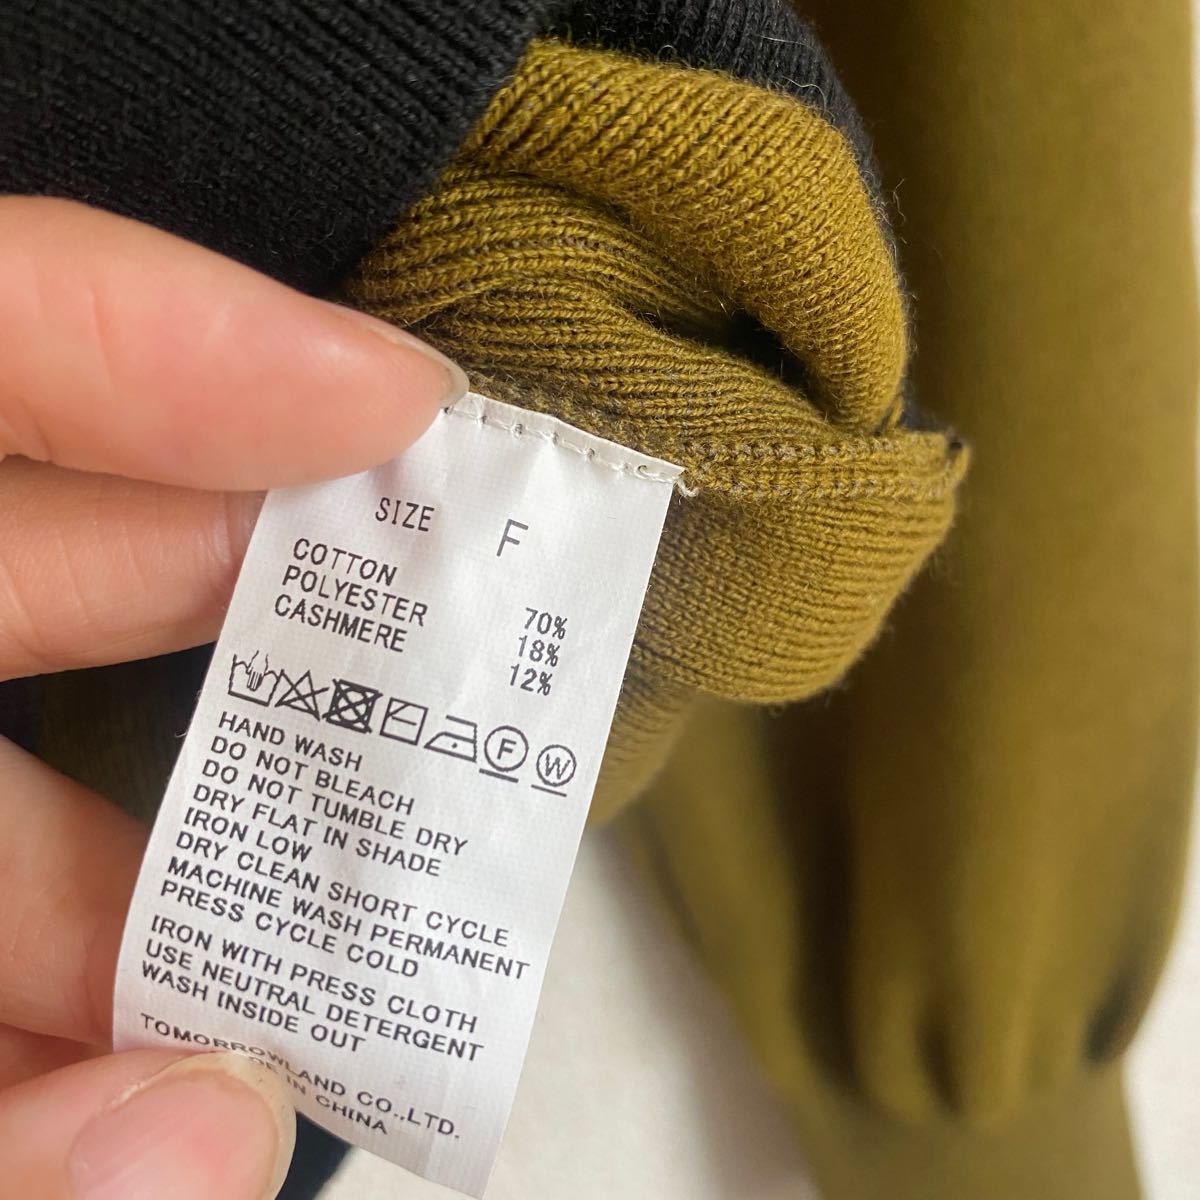 SIZE F
COTTON 70%
POLYESTER 18%
CASHMERE 12%
F W
HAND WASH
DO NOT BLEACH
DO NOT TUMBLE DRY
DRY FLAT IN SHADE
IRON LOW
DRY CLEAN SHORT CYCLE
MACHINE WASH PERMANENT
PRESS CYCLE COLD
IRON WITH PRESS CLOTH
USE NEUTRAL DETERGENT
WASH INSIDE OUT
TOMORROWLAND CO.,LTD.
IN CHINA